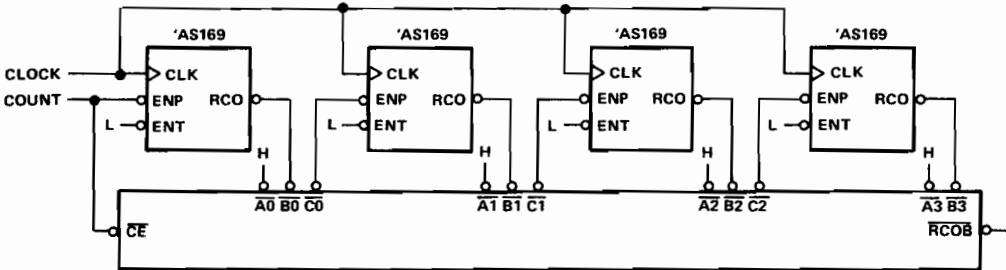 'AS169 'AS169 'AS169 'AS169
CLOCK CLK CLK CLK CLK
COUNT ENP RCO ENP RCO ENP RCO ENP RCO
L ENT L ENT L ENT L ENT
H H H H
A0 B0 C0 A1 B1 C1 A2 B2 C2 A3 B3
CE RCOB